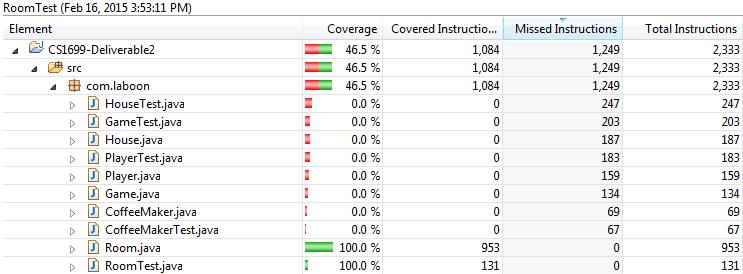 RoomTest (Feb 16, 2015 3:53:11 PM)
Element Coverage Covered Instructio... Missed Instructions Total Instructions
CS1699-Deliverable2 46.5 % 1,084 1,249 2,333
src 46.5 % 1,084 1,249 2,333
com.laboon 46.5 % 1,084 1,249 2,333
HouseTest.java 0.0 % 0 247 247
GameTest.java 0.0 % 0 203 203
House.java 0.0 % 0 187 187
PlayerTest.java 0.0 % 0 183 183
Player.java 0.0 % 0 159 159
Game.java 0.0 % 0 134 134
CoffeeMaker.java 0.0 % 0 69 69
CoffeeMakerTest.java 0.0 % 0 67 67
Room.java 100.0 % 953 0 953
RoomTest.java 100.0 % 131 0 131